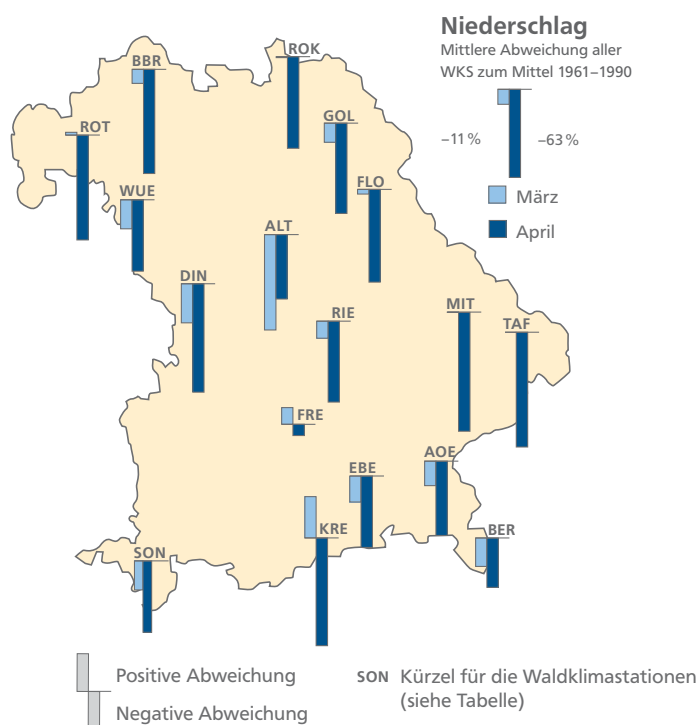 Niederschlag
Mittlere Abweichung aller
WKS zum Mittel 1961–1990
–11 %
–63 %
März
April
ROK
BBR
GOL
ROT
FLO
WUE
ALT
DIN
MIT
RIE
TAF
FRE
AOE
EBE
KRE
BER
SON
Positive Abweichung
Negative Abweichung
SON Kürzel für die Waldklimastationen
(siehe Tabelle)